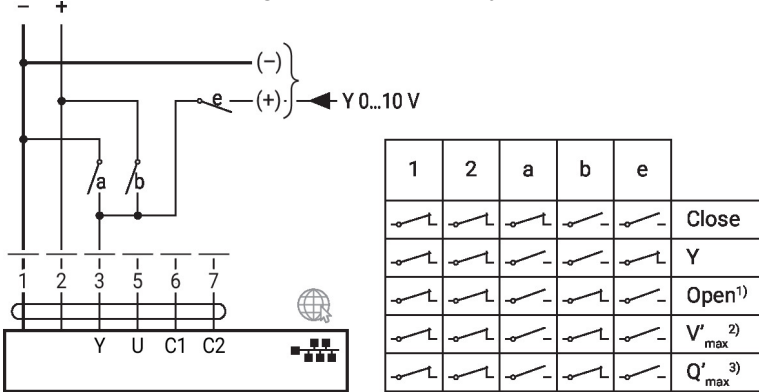 − +
(−)
e (+) Y 0...10 V
a b
1 2 3 5 6 7
Y U C1 C2
1 2 a b e
Close
Y
Open1)
V'max 2)
Q'max 3)